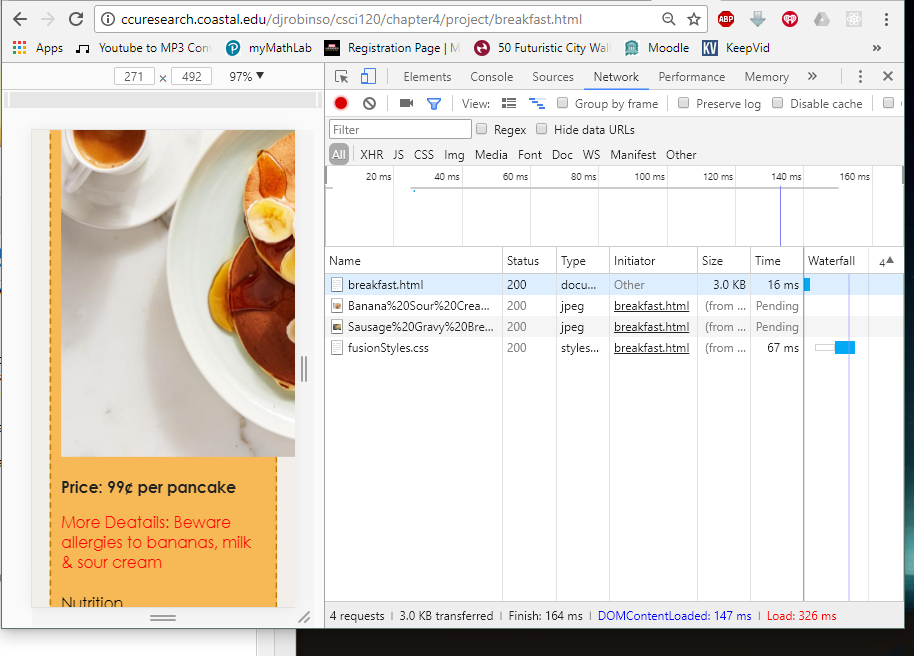 ccuresearch.coastal.edu/djrobinso/csci120/chapter4/project/breakfast.html
ABP
Apps Youtube to MP3 Con myMathLab Registration Page | M 50 Futuristic City Wall Moodle KV KeepVid »
271 × 492 97% ▼
Elements Console Sources Network Performance Memory »
View: Group by frame Preserve log Disable cache
Filter Regex Hide data URLs
All XHR JS CSS Img Media Font Doc WS Manifest Other
20 ms 40 ms 60 ms 80 ms 100 ms 120 ms 140 ms 160 ms
Name Status Type Initiator Size Time Waterfall 4▲
breakfast.html 200 docu... Other 3.0 KB 16 ms
Banana%20Sour%20Crea... 200 jpeg breakfast.html (from ... Pending
Sausage%20Gravy%20Bre... 200 jpeg breakfast.html (from ... Pending
fusionStyles.css 200 styles... breakfast.html (from ... 67 ms
Price: 99¢ per pancake
More Deatails: Beware
allergies to bananas, milk
& sour cream
Nutrition
4 requests | 3.0 KB transferred | Finish: 164 ms | DOMContentLoaded: 147 ms | Load: 326 ms